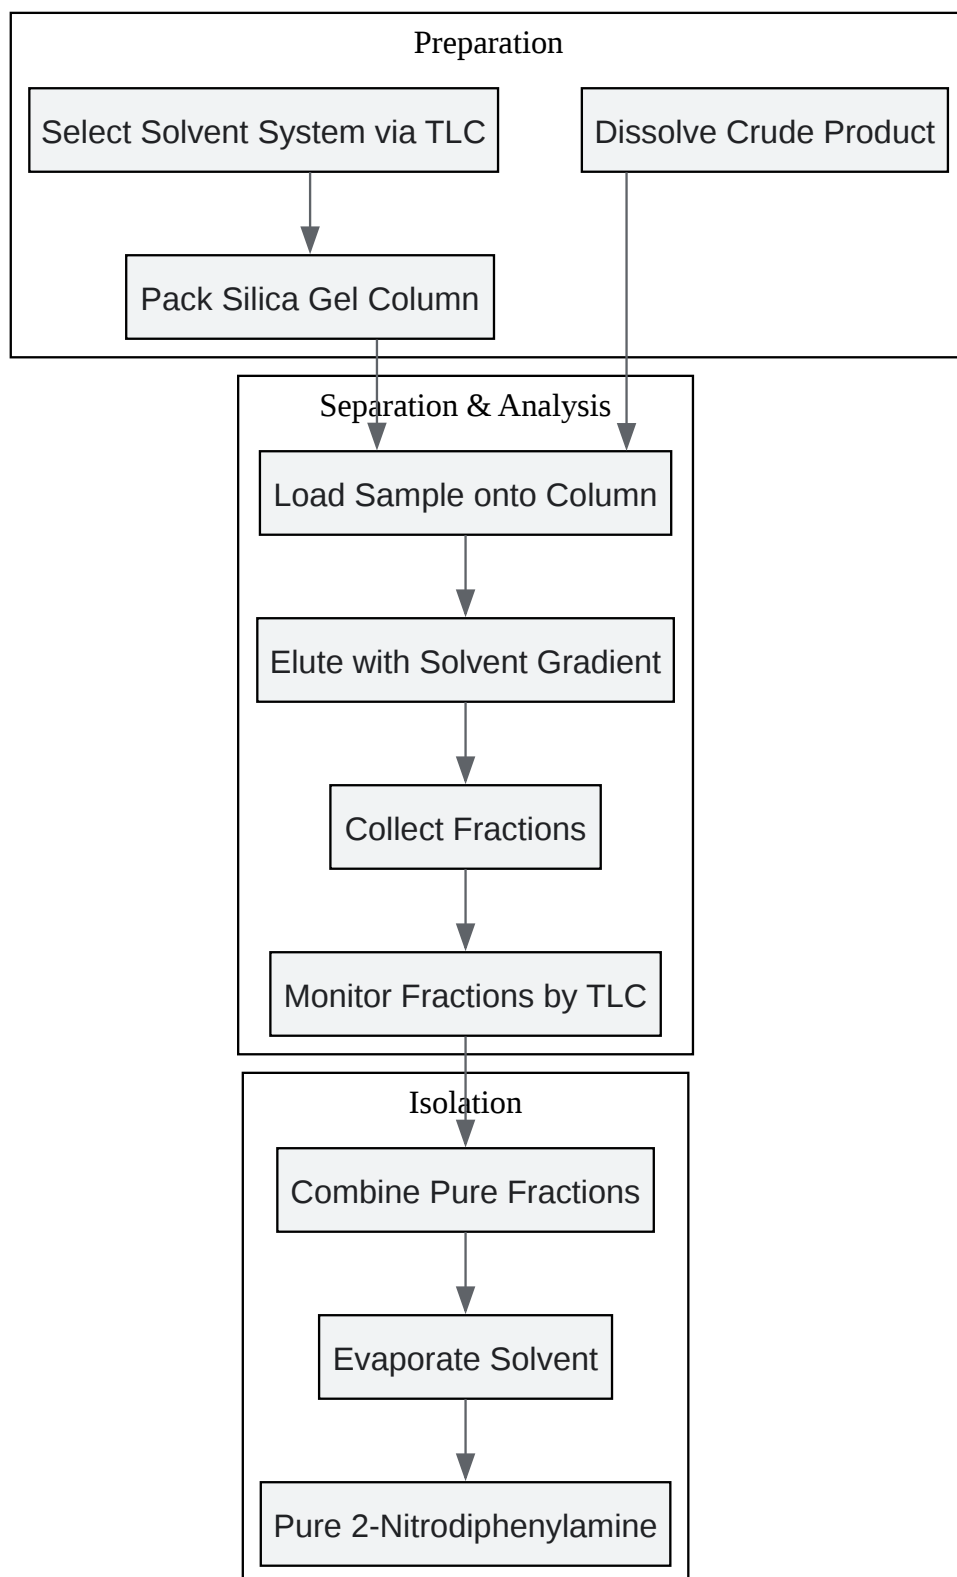 Preparation
Select Solvent System via TLC
Dissolve Crude Product
Pack Silica Gel Column
Separation & Analysis
Load Sample onto Column
Elute with Solvent Gradient
Collect Fractions
Monitor Fractions by TLC
Isolation
Combine Pure Fractions
Evaporate Solvent
Pure 2-Nitrodiphenylamine